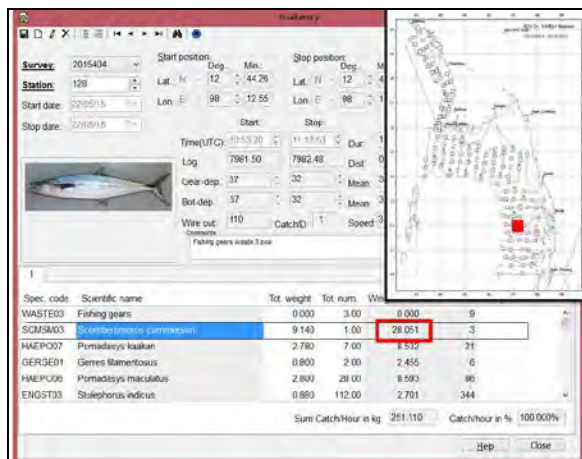 Start position: Stop position:
Deg. Min.: Deg.
Survey: 2015404 Lat.: N 12 44.26 Lat.: N 12
Station: 128 Lon: E 98 12.55 Lon: E 98
Start date: 22/05/15
Stop date: 22/05/15 Start: Stop:
Time(UTC): 10:53:20 11:13:53 Dur.
Log: 7981.50 7982.48 Dist
Gear-dep.: 37 32 Mean
Bot-dep.: 37 32 Mean
Wire out: 110 CatchID 1 Speed
Comments
Fishing gears waste 3 pcs
1
Spec. code Scientific name Tot. weight Tot. num.
WASTE03 Fishing gears 0.000 3.00 0.000 9
SCMSM03 Scomberomorus commerson 9.140 1.00 28.051 3
HAEPO07 Pomadasys kaakan 2.780 7.00 8.532 21
GERGE01 Gerres filamentosus 0.800 2.00 2.455 6
HAEPO06 Pomadasys maculatus 2.800 28.00 8.593 86
ENGST03 Stolephorus indicus 0.880 112.00 2.701 344
Sum Catch/Hour in kg 251.110 Catch/hour in % 100.000%
Help Close